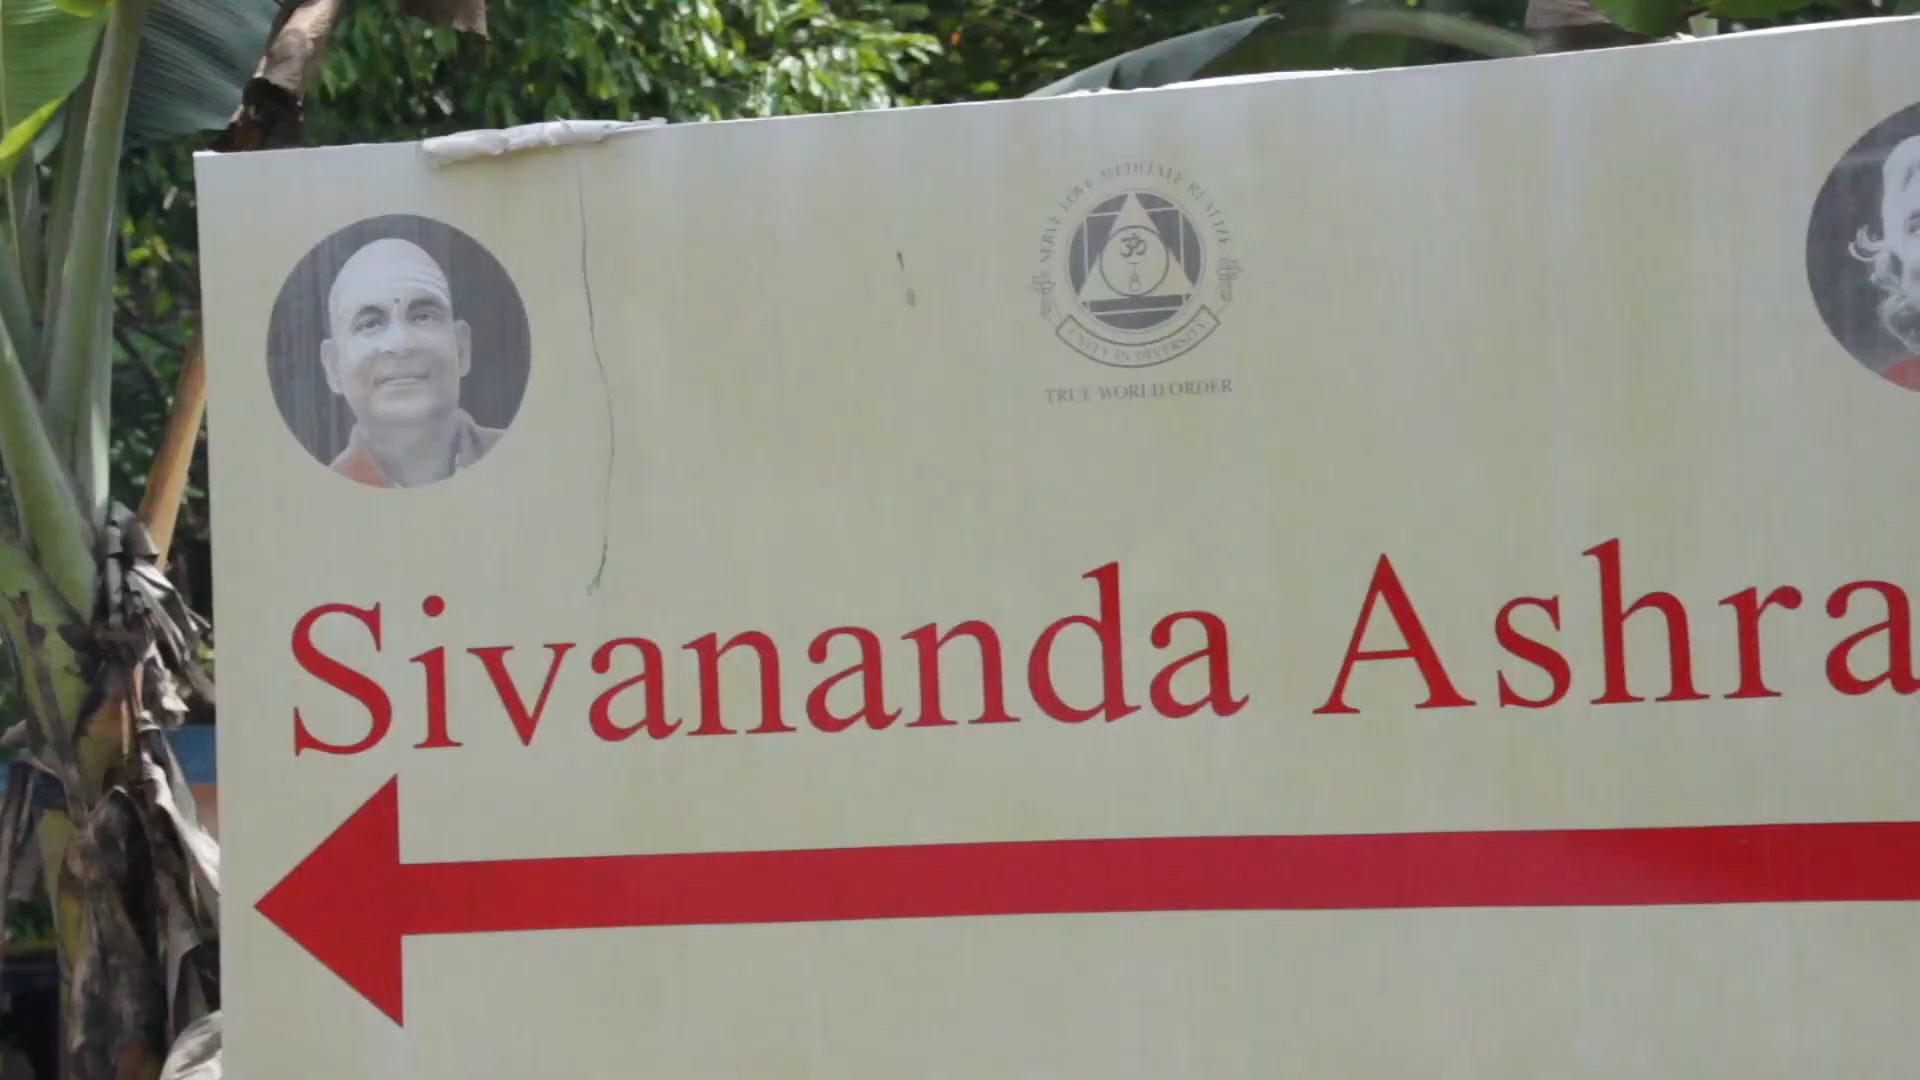 SERVE LOVE MEDITATE REALIZE
ॐ
UNITY IN DIVERSITY
TRUE WORLD ORDER
Sivananda Ashra